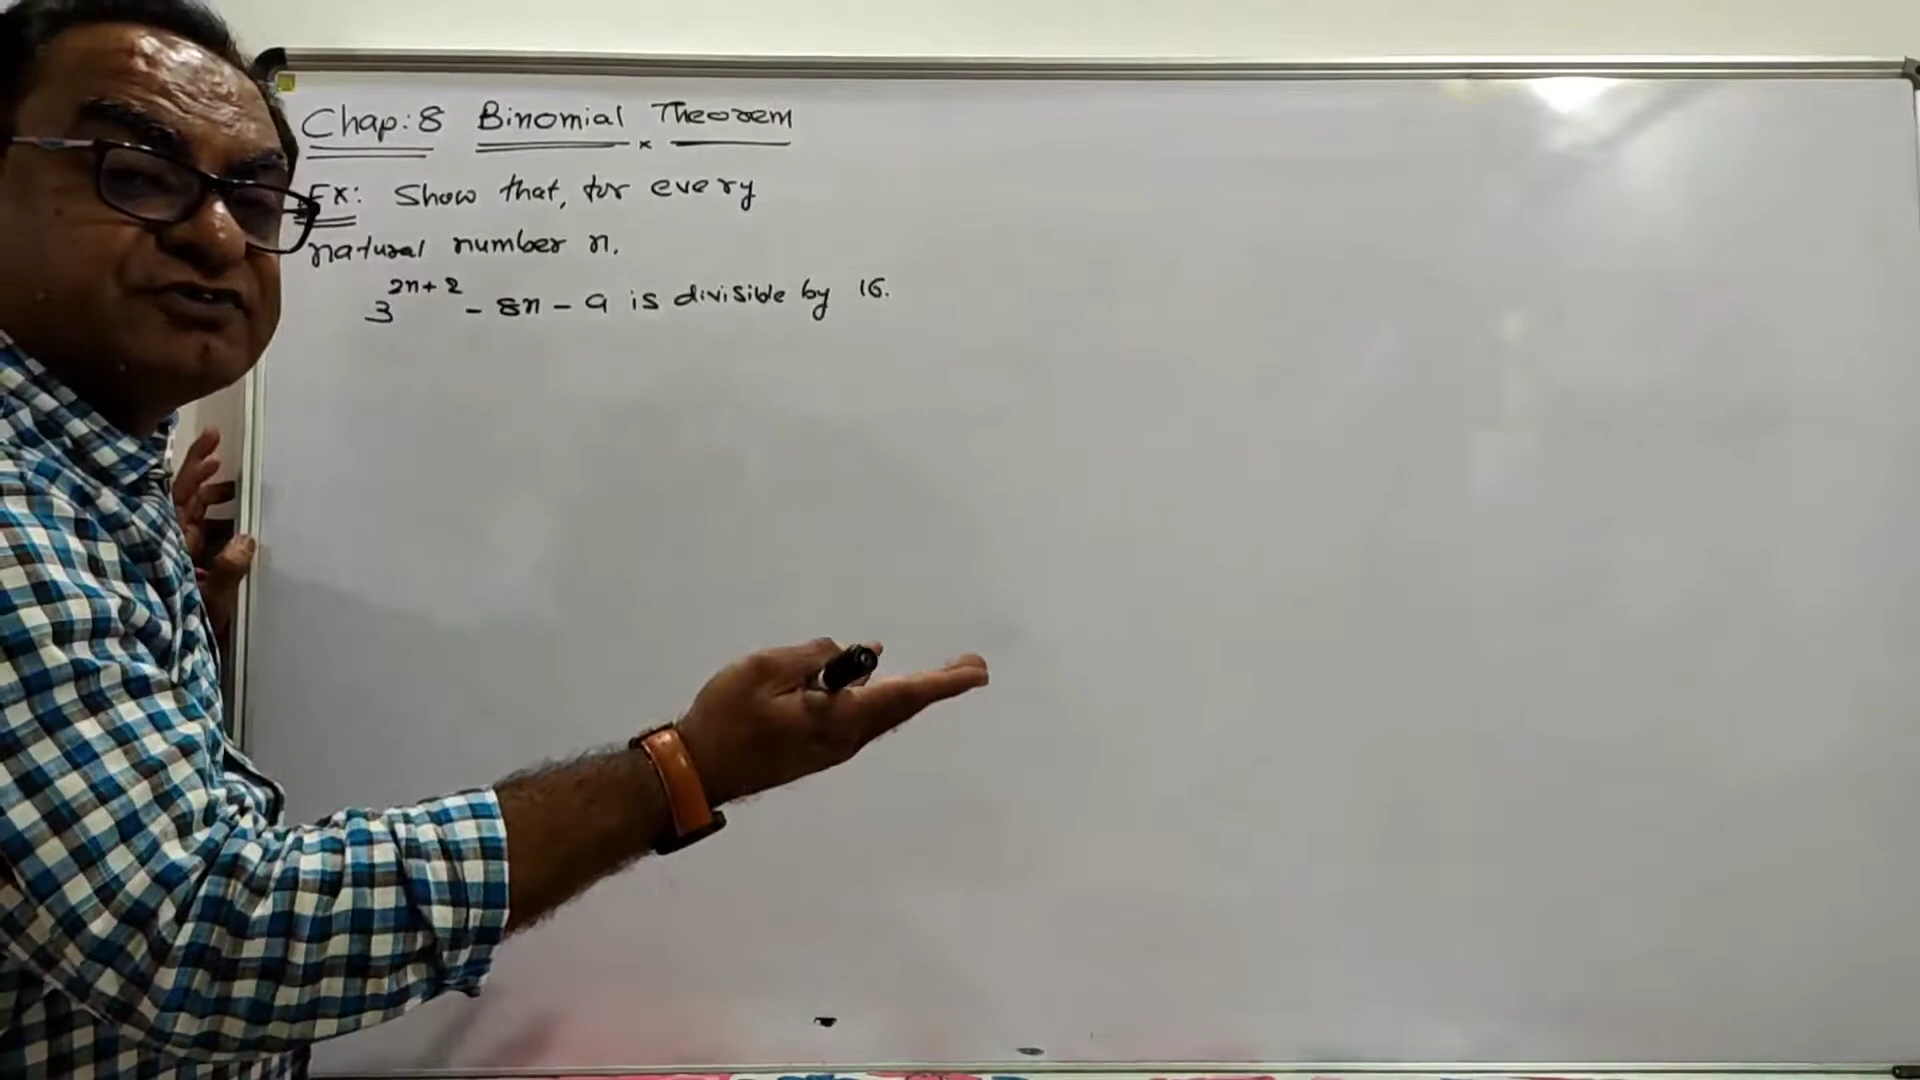 Chap: 8 Binomial Theorem
Ex: Show that, for every
natural number n.
3^{2n+2} - 8n - 9 is divisible by 16.